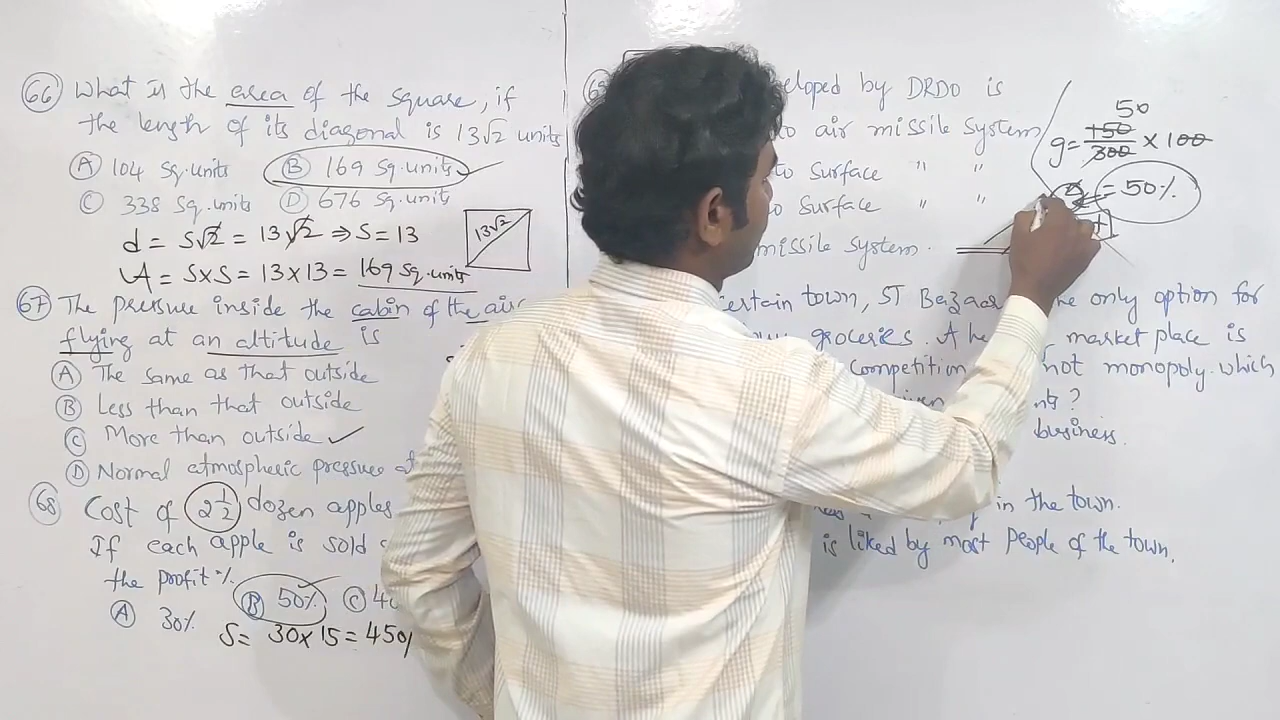 66 What is the area of the square, if
the length of its diagonal is 13√2 units
A 104 Sq.units B 169 Sq.units
C 338 Sq.units D 676 Sq.units
d = S√2 = 13√2 ⇒ S = 13
13√2
A = S×S = 13×13 = 169 Sq.units
67 The pressure inside the cabin of the air
flying at an altitude is
A The same as that outside
B Less than that outside
C More than outside
D Normal atmospheric pressure at
68 Cost of 2½ dozen apples
If each apple is sold
the profit %
A 30% B 50% C
S = 30×15 = 450/
eloped by DRDO is
to air missile System
to Surface " "
to Surface " "
missile System.
50
g = 150/300 × 100
= 50%
ertain town, ST Bazaar the only option for
groceries. A he market place is
competition not monopoly. which
given nts?
business.
in the town.
is liked by most People of the town.